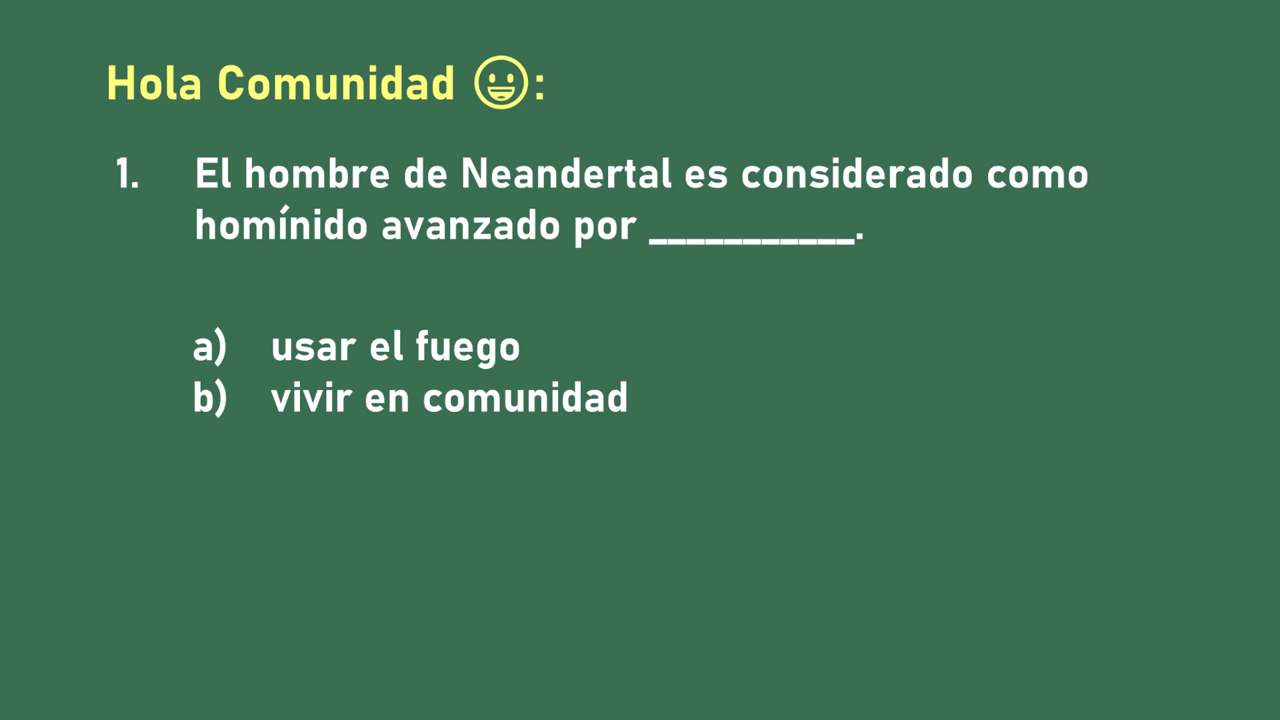 Hola Comunidad 😀:
1. El hombre de Neandertal es considerado como
homínido avanzado por ___________.
a) usar el fuego
b) vivir en comunidad